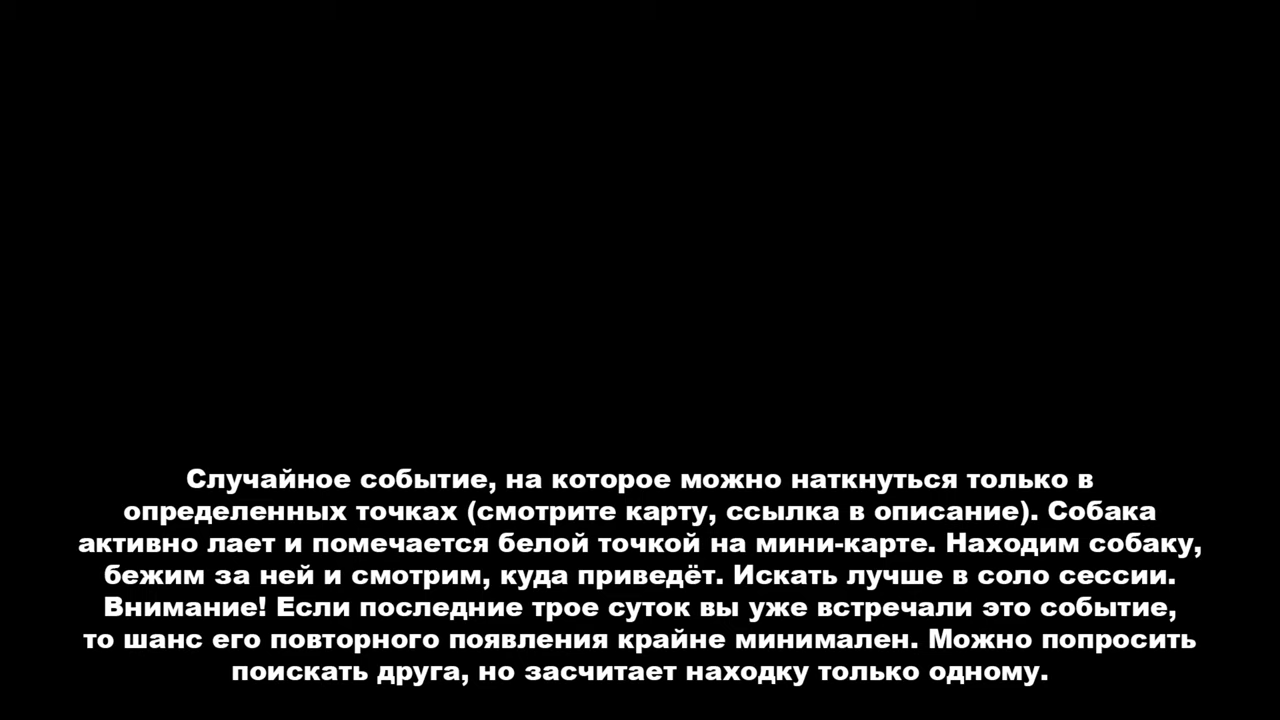 Случайное событие, на которое можно наткнуться только в
определенных точках (смотрите карту, ссылка в описание). Собака
активно лает и помечается белой точкой на мини-карте. Находим собаку,
бежим за ней и смотрим, куда приведёт. Искать лучше в соло сессии.
Внимание! Если последние трое суток вы уже встречали это событие,
то шанс его повторного появления крайне минимален. Можно попросить
поискать друга, но засчитает находку только одному.